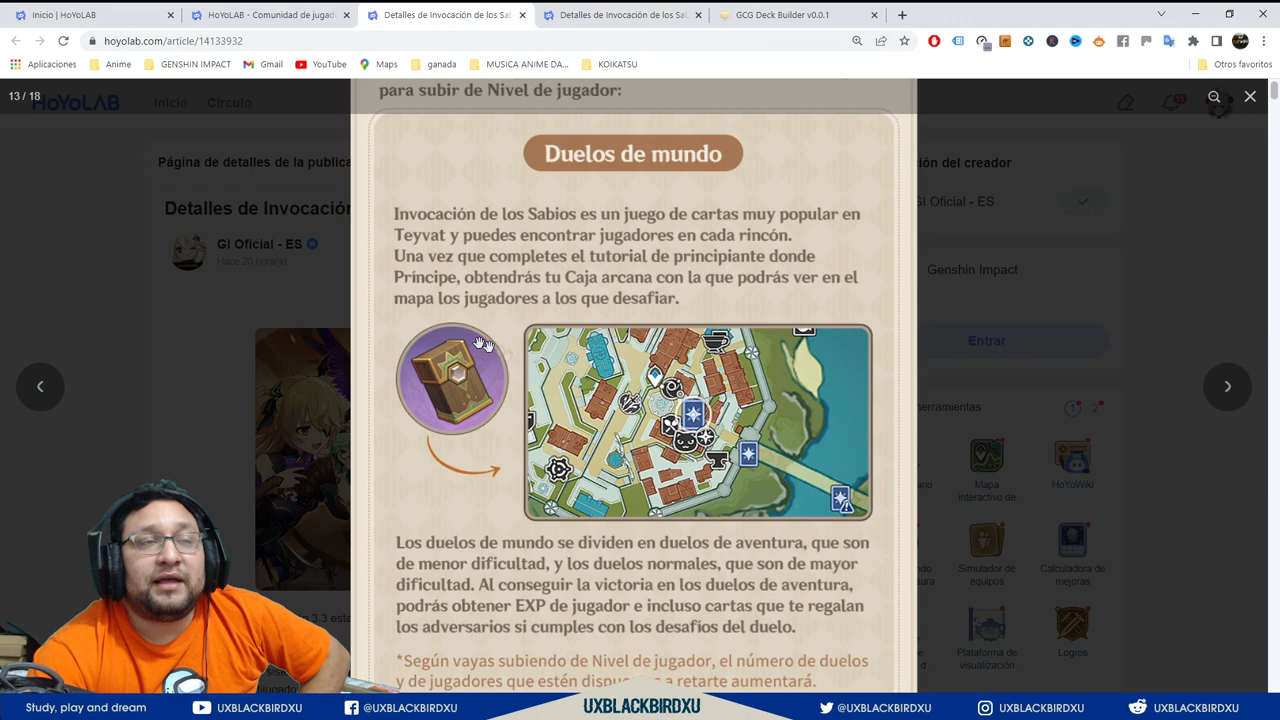 Inicio | HoYoLAB
HoYoLAB - Comunidad de jugad
Detalles de Invocación de los Sab
Detalles de Invocación de los Sab
GCG Deck Builder v0.0.1
hoyolab.com/article/14133932
Aplicaciones
Anime
GENSHIN IMPACT
Gmail
YouTube
Maps
ganada
MUSICA ANIME DA...
KOIKATSU
Otros favoritos
13 / 18
HoYoLAB
Inicio
Círculo
para subir de Nivel de jugador:
Página de detalles de la publica
ción del creador
Detalles de Invocación
GI Oficial - ES
GI Oficial - ES
Hace 20 hora(s)
Genshin Impact
Entrar
Duelos de mundo
Invocación de los Sabios es un juego de cartas muy popular en
Teyvat y puedes encontrar jugadores en cada rincón.
Una vez que completes el tutorial de principiante donde
Príncipe, obtendrás tu Caja arcana con la que podrás ver en el
mapa los jugadores a los que desafiar.
erramientas
Mapa
interactivo de...
HoYoWiki
Simulador de
equipos
Calculadora de
mejoras
Plataforma de
visualización...
Logros
Los duelos de mundo se dividen en duelos de aventura, que son
de menor dificultad, y los duelos normales, que son de mayor
dificultad. Al conseguir la victoria en los duelos de aventura,
podrás obtener EXP de jugador e incluso cartas que te regalan
los adversarios si cumples con los desafíos del duelo.
3.3 esta
*Según vayas subiendo de Nivel de jugador, el número de duelos
y de jugadores que estén a retarte aumentará.
Study, play and dream
UXBLACKBIRDXU
@UXBLACKBIRDXU
UXBLACKBIRDXU
@UXBLACKBIRDXU
UXBLACKBIRDXU
UXBLACKBIRDXU